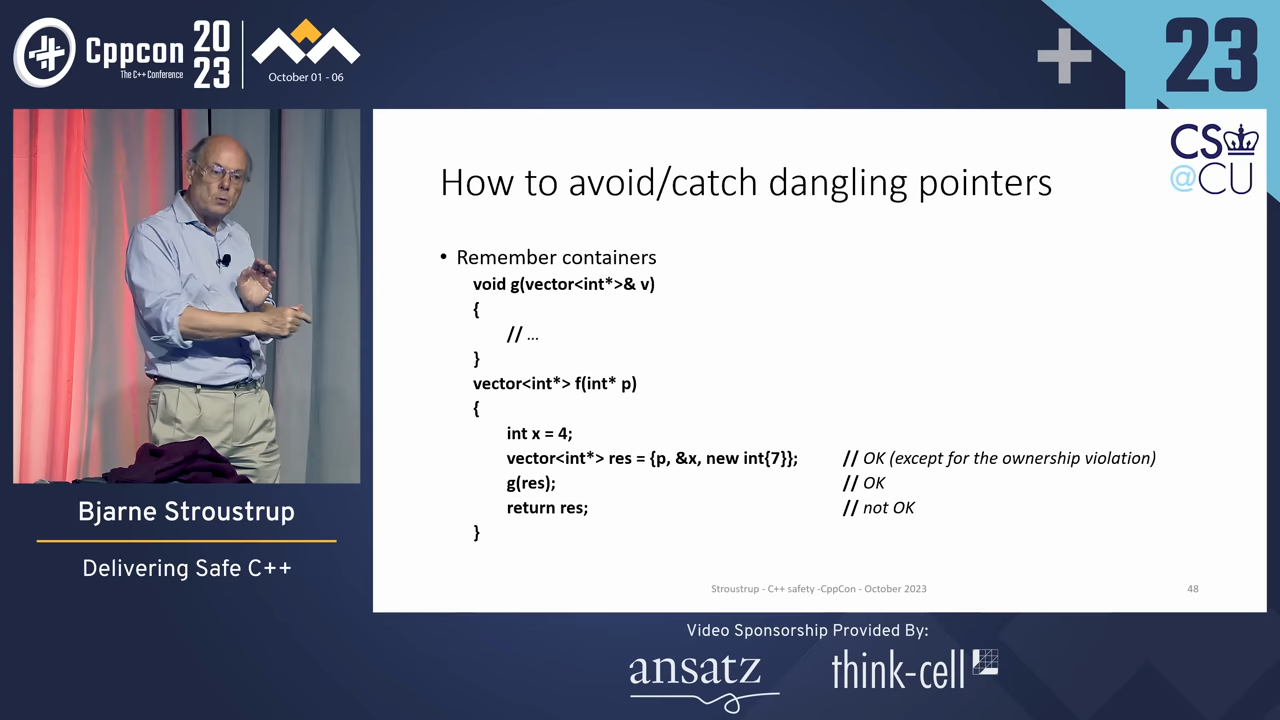 Cppcon
The C++ Conference
20
23
October 01 - 06
23
CS
@CU
How to avoid/catch dangling pointers
• Remember containers
void g(vector<int*>& v)
{
// ...
}
vector<int*> f(int* p)
{
int x = 4;
vector<int*> res = {p, &x, new int{7}}; // OK (except for the ownership violation)
g(res); // OK
return res; // not OK
}
Stroustrup - C++ safety -CppCon - October 2023 48
Bjarne Stroustrup
Delivering Safe C++
Video Sponsorship Provided By:
ansatz think-cell